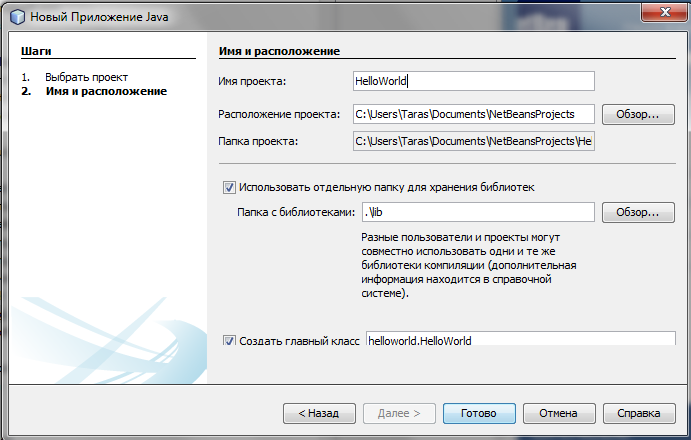 Новый Приложение Java
Шаги
1. Выбрать проект
2. Имя и расположение
Имя и расположение
Имя проекта: HelloWorld
Расположение проекта: C:\Users\Taras\Documents\NetBeansProjects Обзор...
Папка проекта: C:\Users\Taras\Documents\NetBeansProjects\Hel
Использовать отдельную папку для хранения библиотек
Папка с библиотеками: .\lib Обзор...
Разные пользователи и проекты могут
совместно использовать одни и те же
библиотеки компиляции (дополнительная
информация находится в справочной
системе).
Создать главный класс helloworld.HelloWorld
< Назад Далее > Готово Отмена Справка